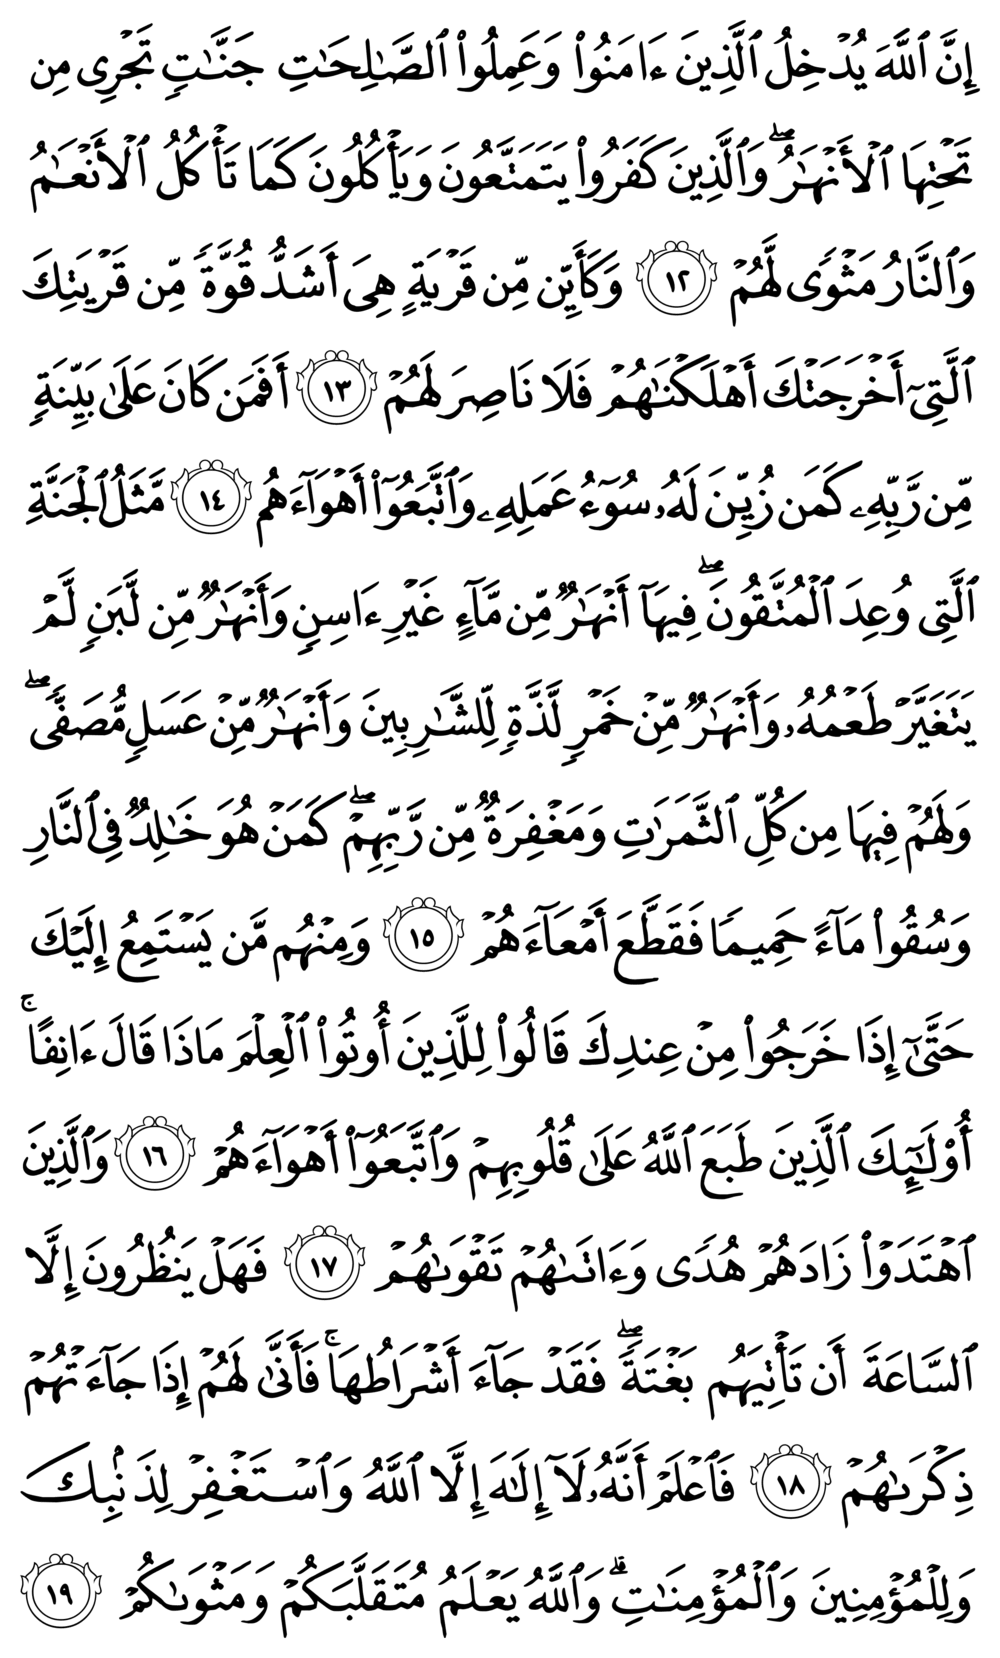 إِنَّ ٱللَّهَ يُدْخِلُ ٱلَّذِينَ ءَامَنُوا۟ وَعَمِلُوا۟ ٱلصَّـٰلِحَـٰتِ جَنَّـٰتٍ تَجْرِى مِن
تَحْتِهَا ٱلْأَنْهَـٰرُ ۖ وَٱلَّذِينَ كَفَرُوا۟ يَتَمَتَّعُونَ وَيَأْكُلُونَ كَمَا تَأْكُلُ ٱلْأَنْعَـٰمُ
وَٱلنَّارُ مَثْوًى لَّهُمْ ١٢ وَكَأَيِّن مِّن قَرْيَةٍ هِىَ أَشَدُّ قُوَّةً مِّن قَرْيَتِكَ
ٱلَّتِىٓ أَخْرَجَتْكَ أَهْلَكْنَـٰهُمْ فَلَا نَاصِرَ لَهُمْ ١٣ أَفَمَن كَانَ عَلَىٰ بَيِّنَةٍ
مِّن رَّبِّهِۦ كَمَن زُيِّنَ لَهُۥ سُوٓءُ عَمَلِهِۦ وَٱتَّبَعُوٓا۟ أَهْوَآءَهُم ١٤ مَّثَلُ ٱلْجَنَّةِ
ٱلَّتِى وُعِدَ ٱلْمُتَّقُونَ ۖ فِيهَآ أَنْهَـٰرٌ مِّن مَّآءٍ غَيْرِ ءَاسِنٍ وَأَنْهَـٰرٌ مِّن لَّبَنٍ لَّمْ
يَتَغَيَّرْ طَعْمُهُۥ وَأَنْهَـٰرٌ مِّنْ خَمْرٍ لَّذَّةٍ لِّلشَّـٰرِبِينَ وَأَنْهَـٰرٌ مِّنْ عَسَلٍ مُّصَفًّى ۖ
وَلَهُمْ فِيهَا مِن كُلِّ ٱلثَّمَرَٰتِ وَمَغْفِرَةٌ مِّن رَّبِّهِمْ ۖ كَمَنْ هُوَ خَـٰلِدٌ فِى ٱلنَّارِ
وَسُقُوا۟ مَآءً حَمِيمًا فَقَطَّعَ أَمْعَآءَهُمْ ١٥ وَمِنْهُم مَّن يَسْتَمِعُ إِلَيْكَ
حَتَّىٰٓ إِذَا خَرَجُوا۟ مِنْ عِندِكَ قَالُوا۟ لِلَّذِينَ أُوتُوا۟ ٱلْعِلْمَ مَاذَا قَالَ ءَانِفًا ۚ
أُو۟لَـٰٓئِكَ ٱلَّذِينَ طَبَعَ ٱللَّهُ عَلَىٰ قُلُوبِهِمْ وَٱتَّبَعُوٓا۟ أَهْوَآءَهُمْ ١٦ وَٱلَّذِينَ
ٱهْتَدَوْا۟ زَادَهُمْ هُدًى وَءَاتَىٰهُمْ تَقْوَىٰهُمْ ١٧ فَهَلْ يَنظُرُونَ إِلَّا
ٱلسَّاعَةَ أَن تَأْتِيَهُم بَغْتَةً ۖ فَقَدْ جَآءَ أَشْرَاطُهَا ۚ فَأَنَّىٰ لَهُمْ إِذَا جَآءَتْهُمْ
ذِكْرَىٰهُمْ ١٨ فَٱعْلَمْ أَنَّهُۥ لَآ إِلَـٰهَ إِلَّا ٱللَّهُ وَٱسْتَغْفِرْ لِذَنۢبِكَ
وَلِلْمُؤْمِنِينَ وَٱلْمُؤْمِنَـٰتِ ۗ وَٱللَّهُ يَعْلَمُ مُتَقَلَّبَكُمْ وَمَثْوَىٰكُمْ ١٩